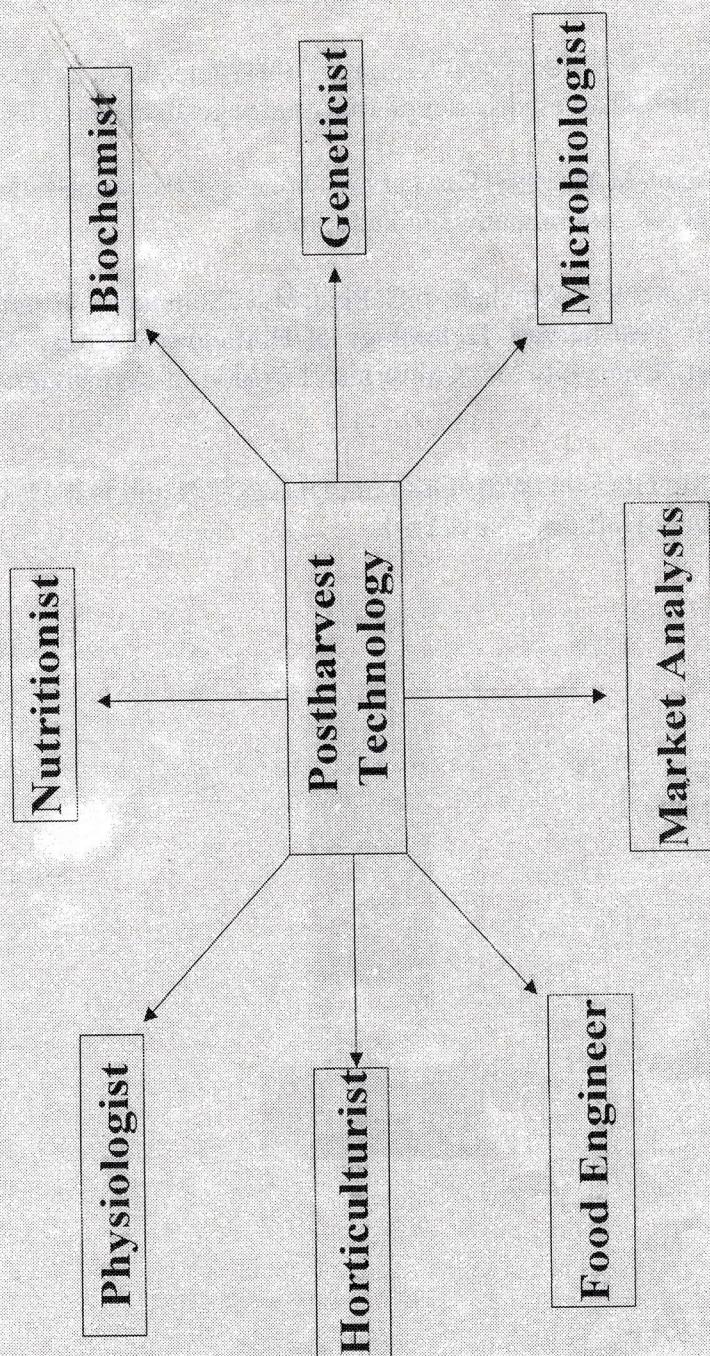 Nutritionist
Physiologist
Biochemist
Horticulturist
Postharvest
Technology
Geneticist
Food Engineer
Microbiologist
Market Analysts